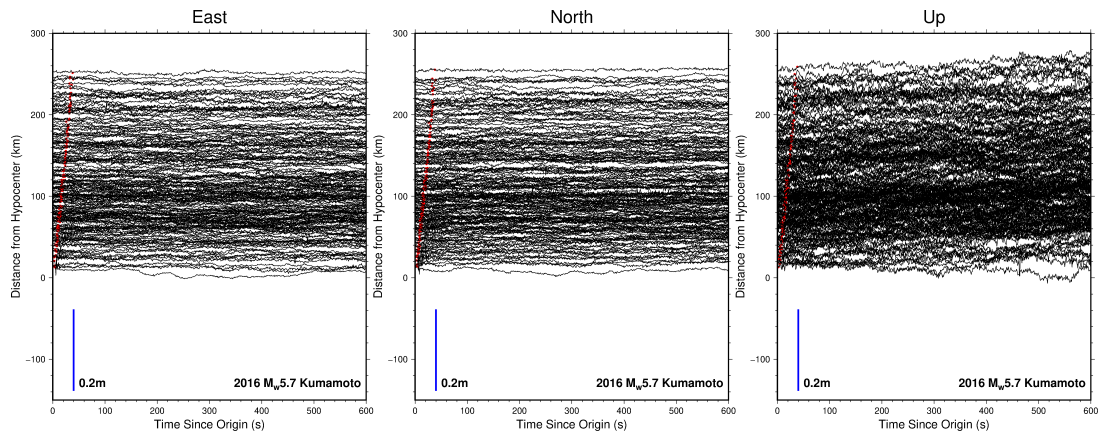 East
North
Up
300
200
100
0
−100
Distance from Hypocenter (km)
0.2m
2016 Mw5.7 Kumamoto
0 100 200 300 400 500 600
Time Since Origin (s)
300
200
100
0
−100
Distance from Hypocenter (km)
0.2m
2016 Mw5.7 Kumamoto
0 100 200 300 400 500 600
Time Since Origin (s)
300
200
100
0
−100
Distance from Hypocenter (km)
0.2m
2016 Mw5.7 Kumamoto
0 100 200 300 400 500 600
Time Since Origin (s)